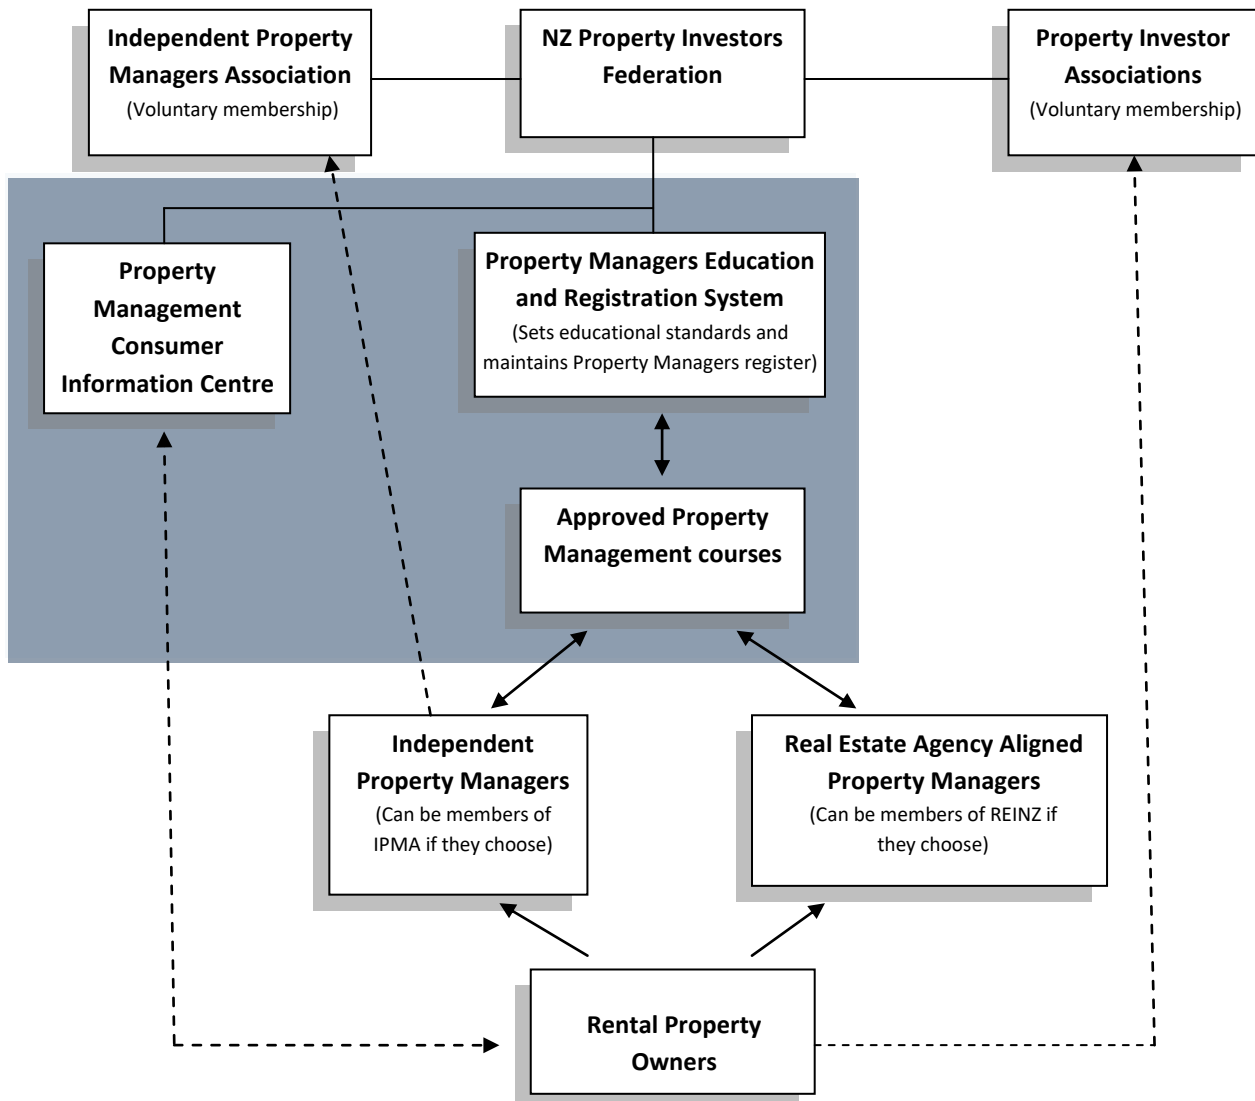 Independent Property
Managers Association
(Voluntary membership)
NZ Property Investors
Federation
Property Investor
Associations
(Voluntary membership)
Property
Management
Consumer
Information Centre
Property Managers Education
and Registration System
(Sets educational standards and
maintains Property Managers register)
Approved Property
Management courses
Independent
Property Managers
(Can be members of
IPMA if they choose)
Real Estate Agency Aligned
Property Managers
(Can be members of REINZ if
they choose)
Rental Property
Owners